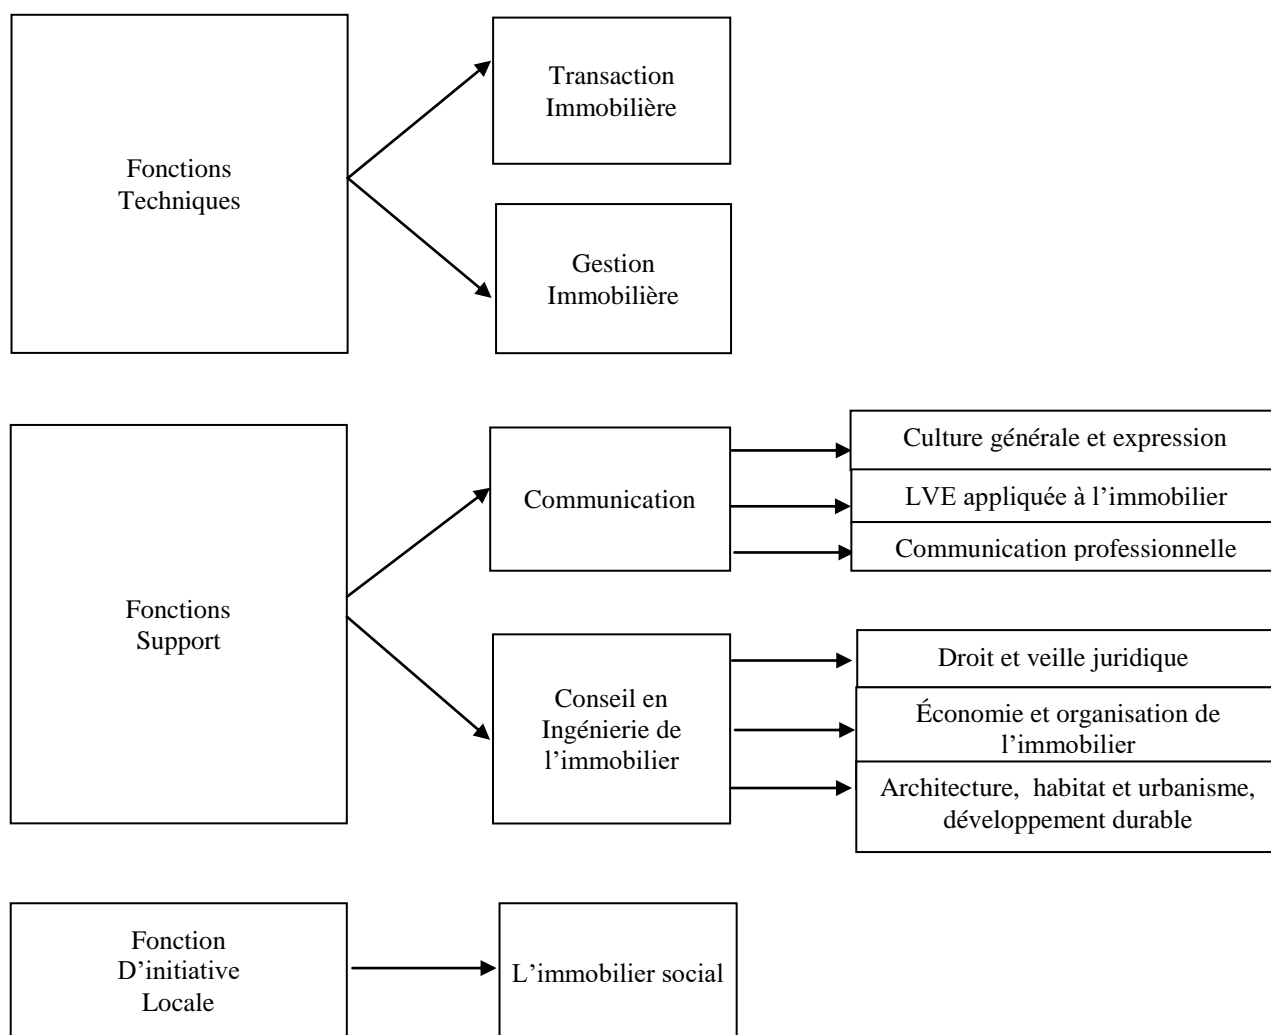 Fonctions
Techniques
Transaction
Immobilière
Gestion
Immobilière
Fonctions
Support
Communication
Culture générale et expression
LVE appliquée à l’immobilier
Communication professionnelle
Conseil en
Ingénierie de
l’immobilier
Droit et veille juridique
Économie et organisation de
l’immobilier
Architecture, habitat et urbanisme,
développement durable
Fonction
D’initiative
Locale
L’immobilier social